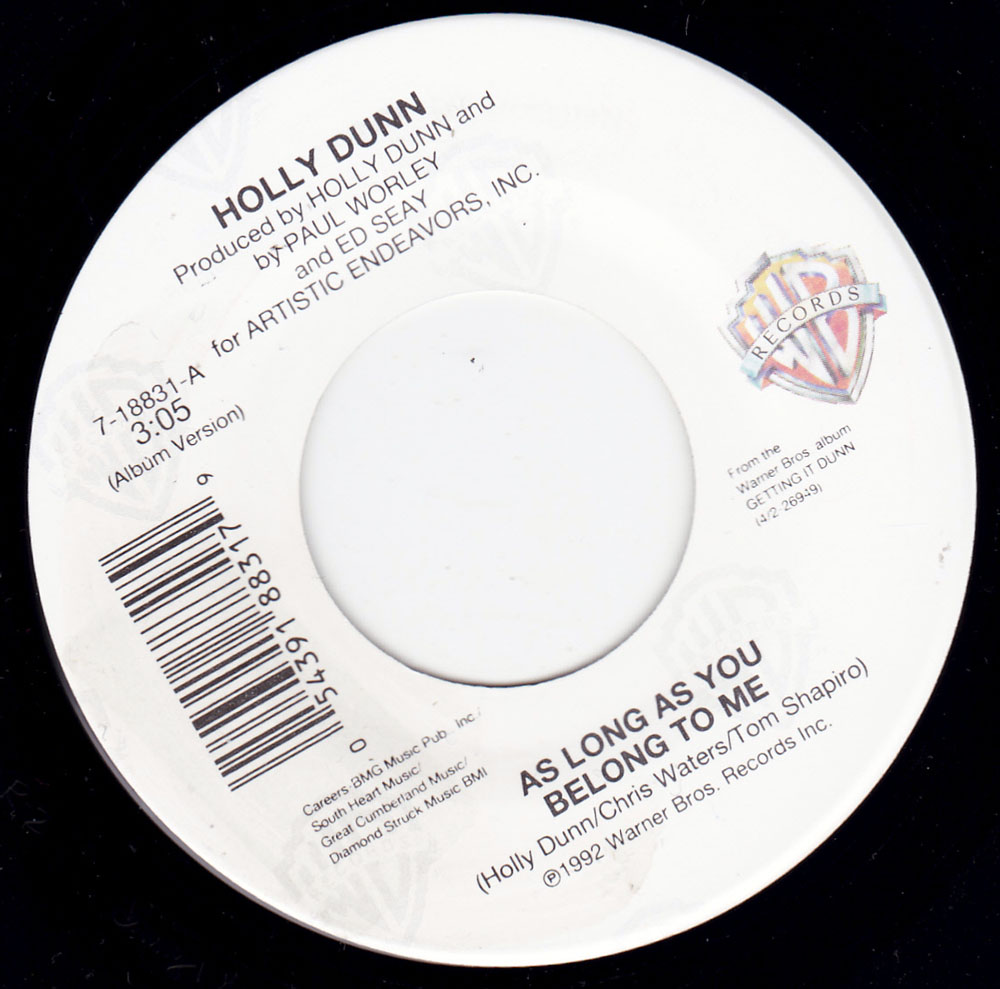 HOLLY DUNN
Produced by HOLLY DUNN and
by PAUL WORLEY
and ED SEAY
for ARTISTIC ENDEAVORS, INC.
7-18831-A
3:05
(Album Version)
RECORDS
From the
Warner Bros. album
GETTING IT DUNN
(4/2-26949)
0 54391 88317 9
Careers-BMG Music Pub., Inc./
South Heart Music/
Great Cumberland Music/
Diamond Struck Music BMI
AS LONG AS YOU
BELONG TO ME
(Holly Dunn/Chris Waters/Tom Shapiro)
℗1992 Warner Bros. Records Inc.